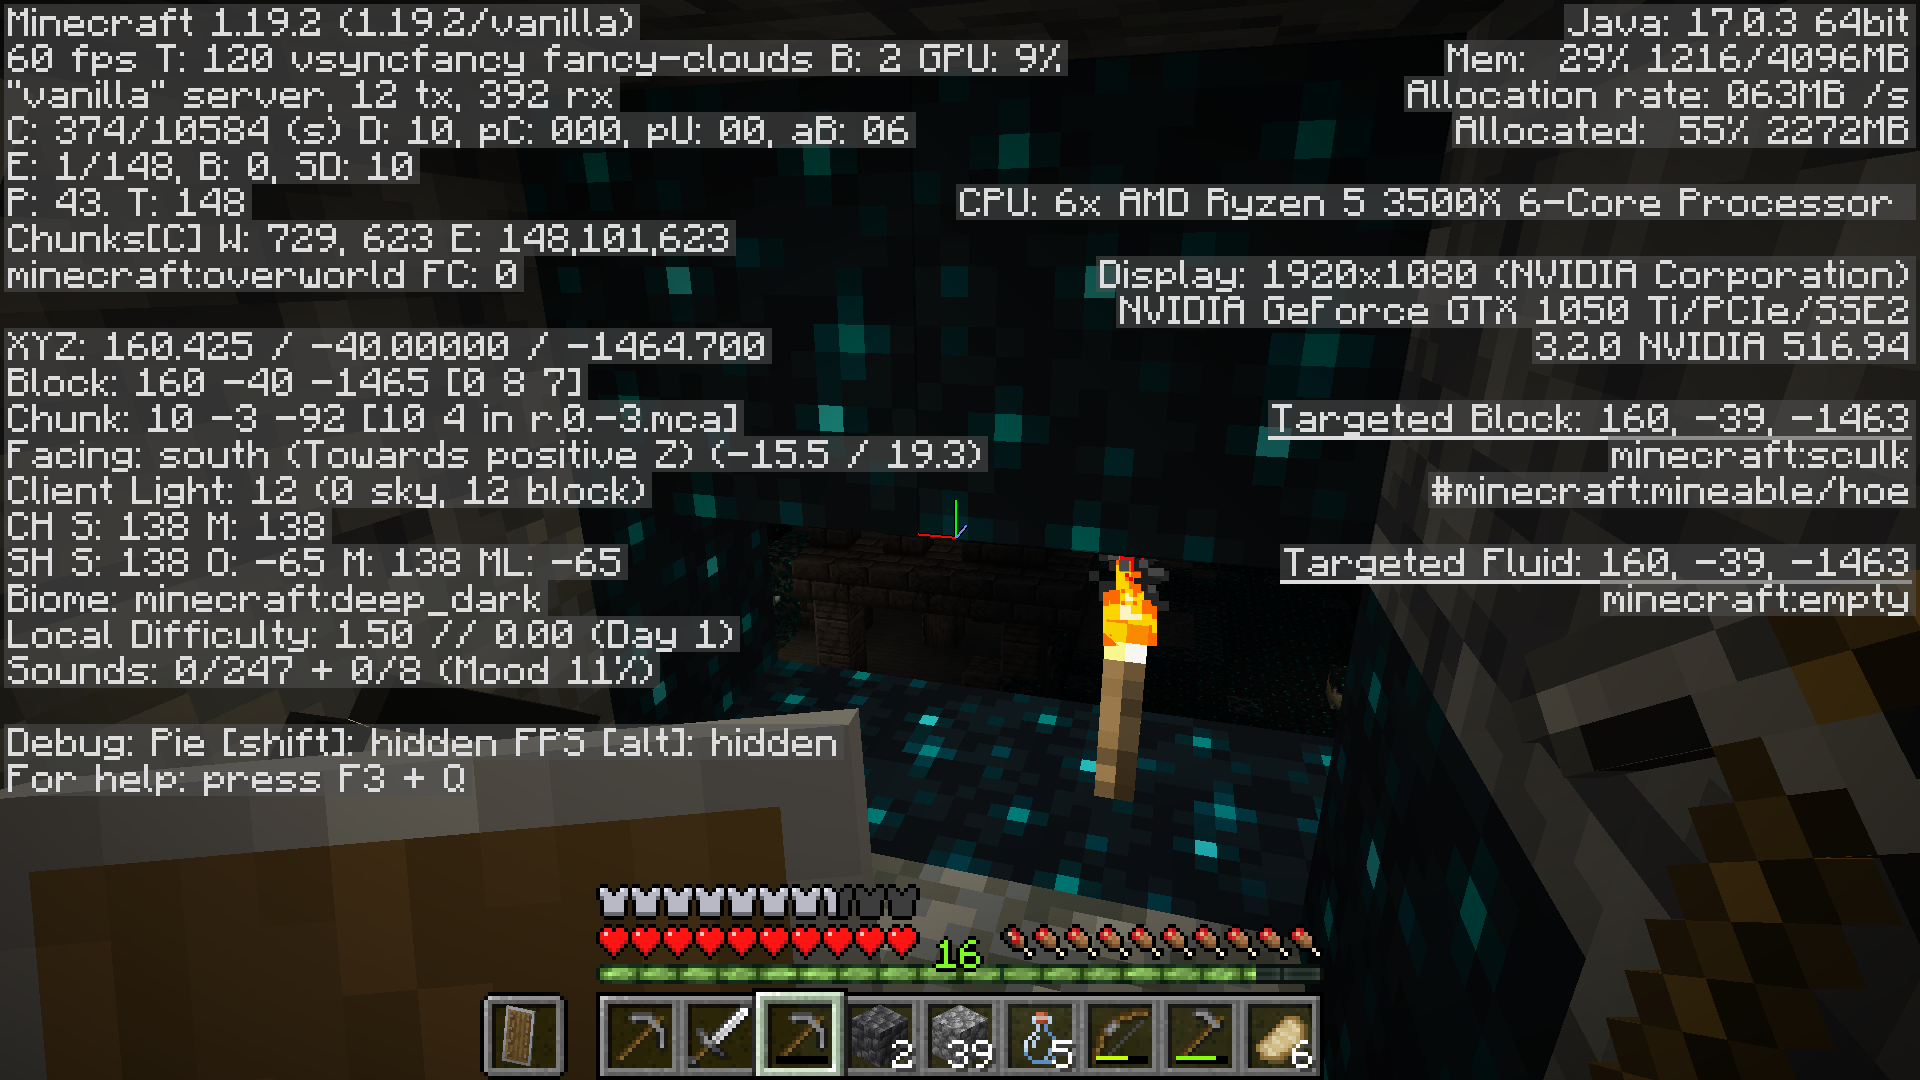 Minecraft 1.19.2 (1.19.2/vanilla)
60 fps T: 120 vsyncfancy fancy-clouds B: 2 GPU: 9%
"vanilla" server, 12 tx, 392 rx
C: 374/10584 (s) D: 10, pC: 000, pU: 00, aB: 06
E: 1/148, B: 0, SD: 10
P: 43. T: 148
Chunks[C] W: 729, 623 E: 148,101,623
minecraft:overworld FC: 0
XYZ: 160.425 / -40.00000 / -1464.700
Block: 160 -40 -1465 [0 8 7]
Chunk: 10 -3 -92 [10 4 in r.0.-3.mca]
Facing: south (Towards positive Z) (-15.5 / 19.3)
Client Light: 12 (0 sky, 12 block)
CH S: 138 M: 138
SH S: 138 O: -65 M: 138 ML: -65
Biome: minecraft:deep_dark
Local Difficulty: 1.50 // 0.00 (Day 1)
Sounds: 0/247 + 0/8 (Mood 11%)
Debug: Pie [shift]: hidden FPS [alt]: hidden
For help: press F3 + Q
Java: 17.0.3 64bit
Mem: 29% 1216/4096MB
Allocation rate: 063MB /s
Allocated: 55% 2272MB
CPU: 6x AMD Ryzen 5 3500X 6-Core Processor
Display: 1920x1080 (NVIDIA Corporation)
NVIDIA GeForce GTX 1050 Ti/PCIe/SSE2
3.2.0 NVIDIA 516.94
Targeted Block: 160, -39, -1463
minecraft:sculk
#minecraft:mineable/hoe
Targeted Fluid: 160, -39, -1463
minecraft:empty
16
2
39
5
6